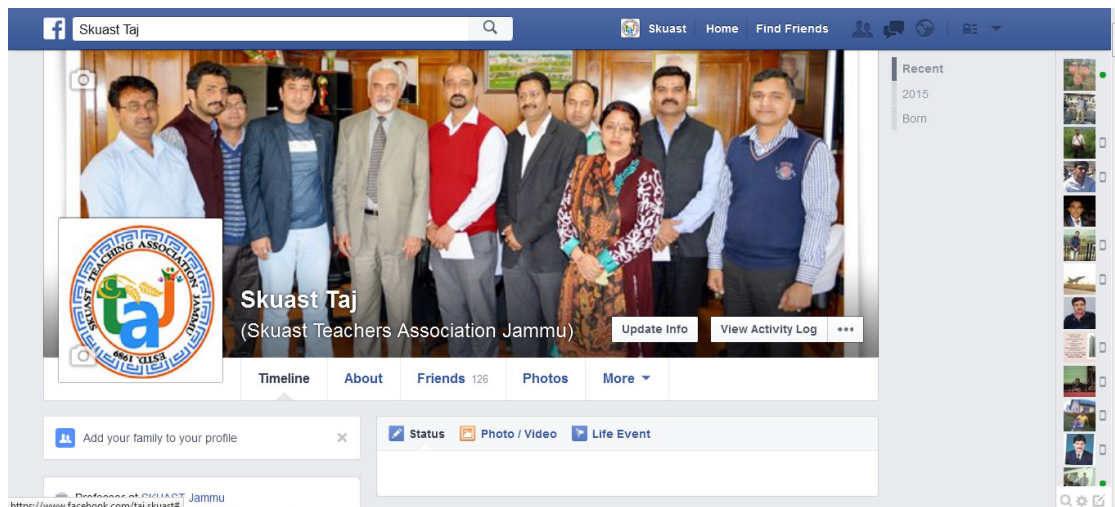 Skuast Taj
Skuast Home Find Friends
Recent
2015
Born
SKUAST TEACHING ASSOCIATION JAMMU
taj
ESTD. 1989
Skuast Taj
(Skuast Teachers Association Jammu)
Update Info View Activity Log
Timeline About Friends 126 Photos More
Add your family to your profile
Status Photo / Video Life Event
Professor at SKUAST Jammu
https://www.facebook.com/taj.skuast#